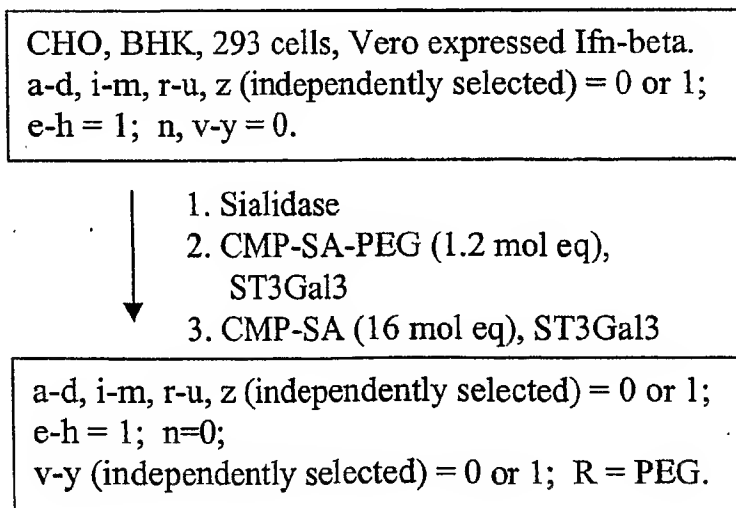 CHO, BHK, 293 cells, Vero expressed Ifn-beta.
a-d, i-m, r-u, z (independently selected) = 0 or 1;
e-h = 1; n, v-y = 0.
1. Sialidase
2. CMP-SA-PEG (1.2 mol eq),
ST3Gal3
3. CMP-SA (16 mol eq), ST3Gal3
a-d, i-m, r-u, z (independently selected) = 0 or 1;
e-h = 1; n=0;
v-y (independently selected) = 0 or 1; R = PEG.